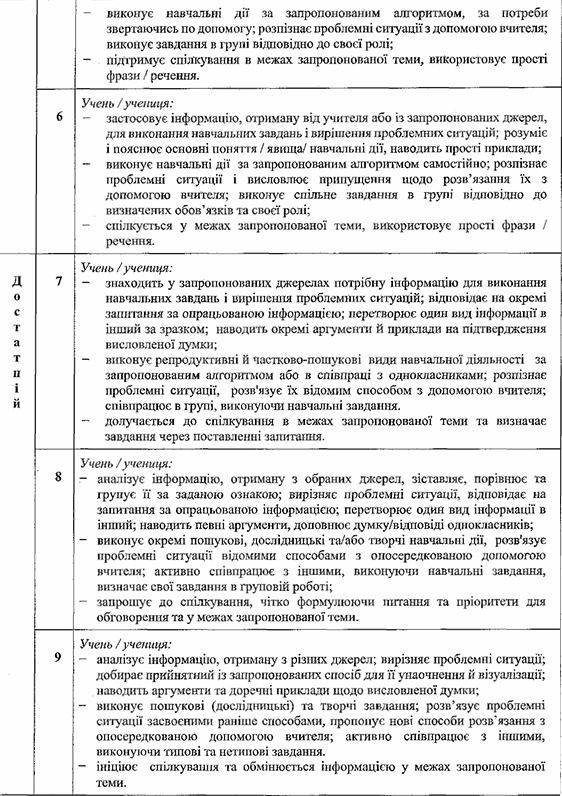 – виконує навчальні дії за запропонованим алгоритмом, за потреби
звертаючись по допомогу; розпізнає проблемні ситуації з допомогою вчителя;
виконує завдання в групі відповідно до своєї ролі;
– підтримує спілкування в межах запропонованої теми, використовує прості
фрази / речення.
6
Учень / учениця:
– застосовує інформацію, отриману від учителя або із запропонованих джерел,
для виконання навчальних завдань і вирішення проблемних ситуацій; розуміє
і пояснює основні поняття / явища/ навчальні дії, наводить прості приклади;
– виконує навчальні дії за запропонованим алгоритмом самостійно; розпізнає
проблемні ситуації і висловлює припущення щодо розв’язання їх з
допомогою вчителя; виконує спільне завдання в групі відповідно до
визначених обов’язків та своєї ролі;
– спілкується у межах запропонованої теми, використовує прості фрази /
речення.
Достатній
7
Учень / учениця:
– знаходить у запропонованих джерелах потрібну інформацію для виконання
навчальних завдань і вирішення проблемних ситуацій; відповідає на окремі
запитання за опрацьованою інформацією; перетворює один вид інформації в
інший за зразком; наводить окремі аргументи й приклади на підтвердження
висловленої думки;
– виконує репродуктивні й частково-пошукові види навчальної діяльності за
запропонованим алгоритмом або в співпраці з однокласниками; розпізнає
проблемні ситуації, розв'язує їх відомим способом з допомогою вчителя;
співпрацює в групі, виконуючи навчальні завдання.
– долучається до спілкування в межах запропонованої теми та визначає
завдання через поставленні запитання.
8
Учень / учениця:
– аналізує інформацію, отриману з обраних джерел, зіставляє, порівнює та
групує її за заданою ознакою; вирізняє проблемні ситуації, відповідає на
запитання за опрацьованою інформацією; перетворює один вид інформації в
інший; наводить певні аргументи, доповнює думку/відповіді однокласників;
– виконує окремі пошукові, дослідницькі та/або творчі навчальні дії, розв'язує
проблемні ситуації відомими способами з опосередкованою допомогою
вчителя; активно співпрацює з іншими, виконуючи навчальні завдання,
визначає свої завдання в груповій роботі;
– запрошує до спілкування, чітко формулюючи питання та пріоритети для
обговорення та у межах запропонованої теми.
9
Учень / учениця:
– аналізує інформацію, отриману з різних джерел; вирізняє проблемні ситуації;
добирає прийнятний із запропонованих спосіб для її унаочнення й візуалізації;
наводить аргументи та доречні приклади щодо висловленої думки;
– виконує пошукові (дослідницькі) та творчі завдання; розв’язує проблемні
ситуації засвоєними раніше способами, пропонує нові способи розв’язання з
опосередкованою допомогою вчителя; активно співпрацює з іншими,
виконуючи типові та нетипові завдання.
– ініціює спілкування та обмінюється інформацією у межах запропонованої
теми.